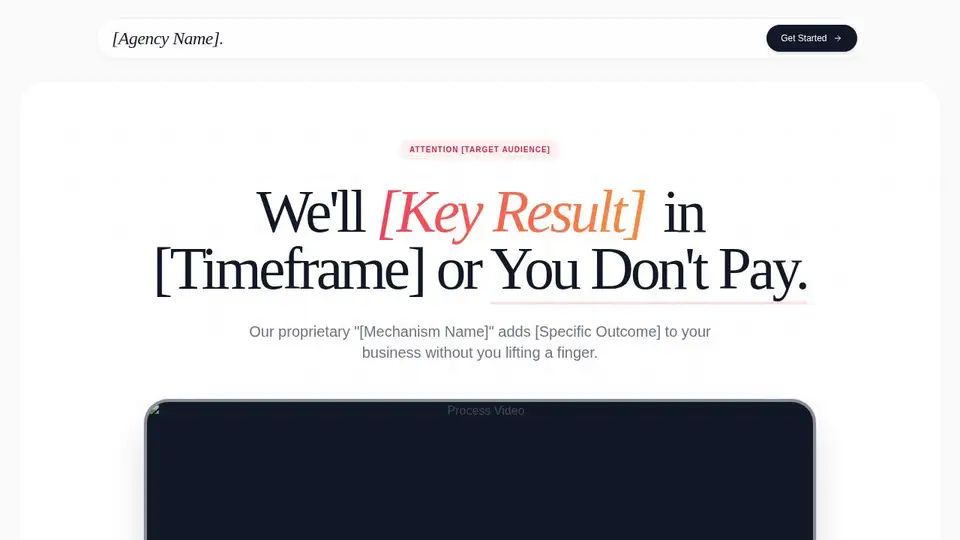 [Agency Name].
Get Started →
ATTENTION [TARGET AUDIENCE]
We'll [Key Result] in
[Timeframe] or You Don't Pay.
Our proprietary "[Mechanism Name]" adds [Specific Outcome] to your
business without you lifting a finger.
Process Video